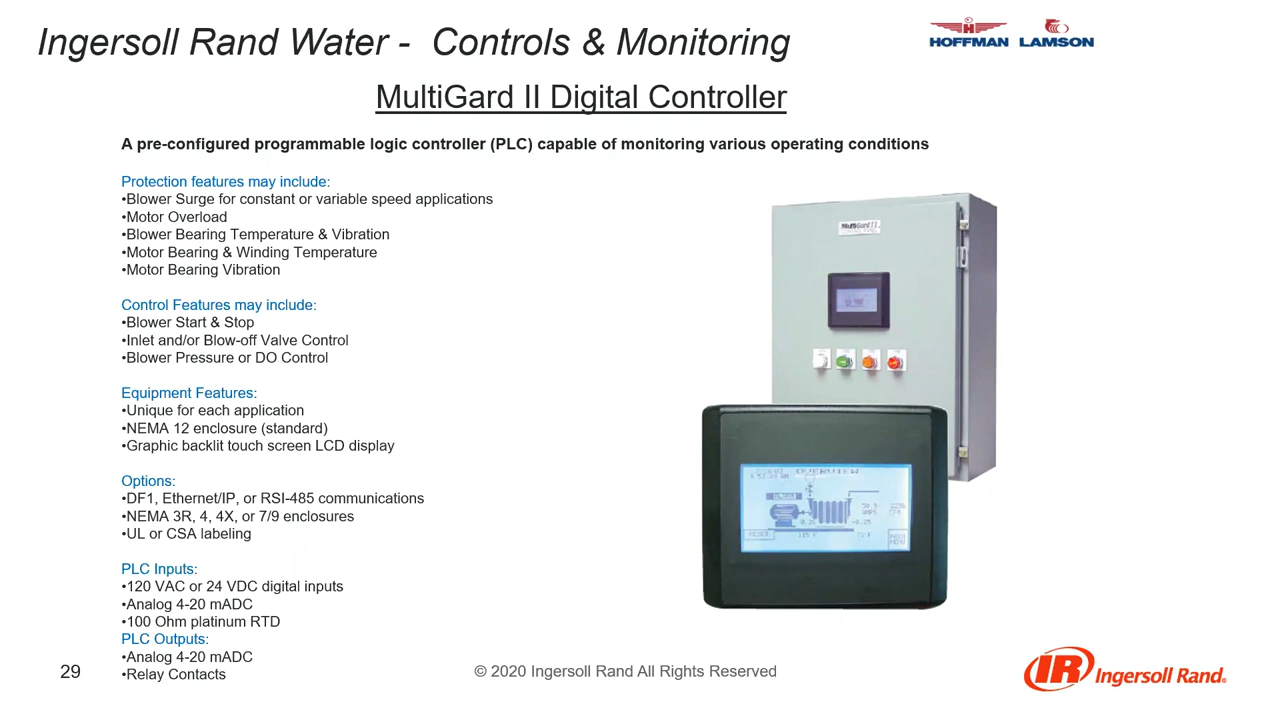 Ingersoll Rand Water - Controls & Monitoring
HOFFMAN LAMSON
MultiGard II Digital Controller
A pre-configured programmable logic controller (PLC) capable of monitoring various operating conditions
Protection features may include:
•Blower Surge for constant or variable speed applications
•Motor Overload
•Blower Bearing Temperature & Vibration
•Motor Bearing & Winding Temperature
•Motor Bearing Vibration
Control Features may include:
•Blower Start & Stop
•Inlet and/or Blow-off Valve Control
•Blower Pressure or DO Control
Equipment Features:
•Unique for each application
•NEMA 12 enclosure (standard)
•Graphic backlit touch screen LCD display
Options:
•DF1, Ethernet/IP, or RSI-485 communications
•NEMA 3R, 4, 4X, or 7/9 enclosures
•UL or CSA labeling
PLC Inputs:
•120 VAC or 24 VDC digital inputs
•Analog 4-20 mADC
•100 Ohm platinum RTD
PLC Outputs:
•Analog 4-20 mADC
•Relay Contacts
MultiGard II
OVERVIEW
RESET
MAIN MENU
29
© 2020 Ingersoll Rand All Rights Reserved
IR Ingersoll Rand®